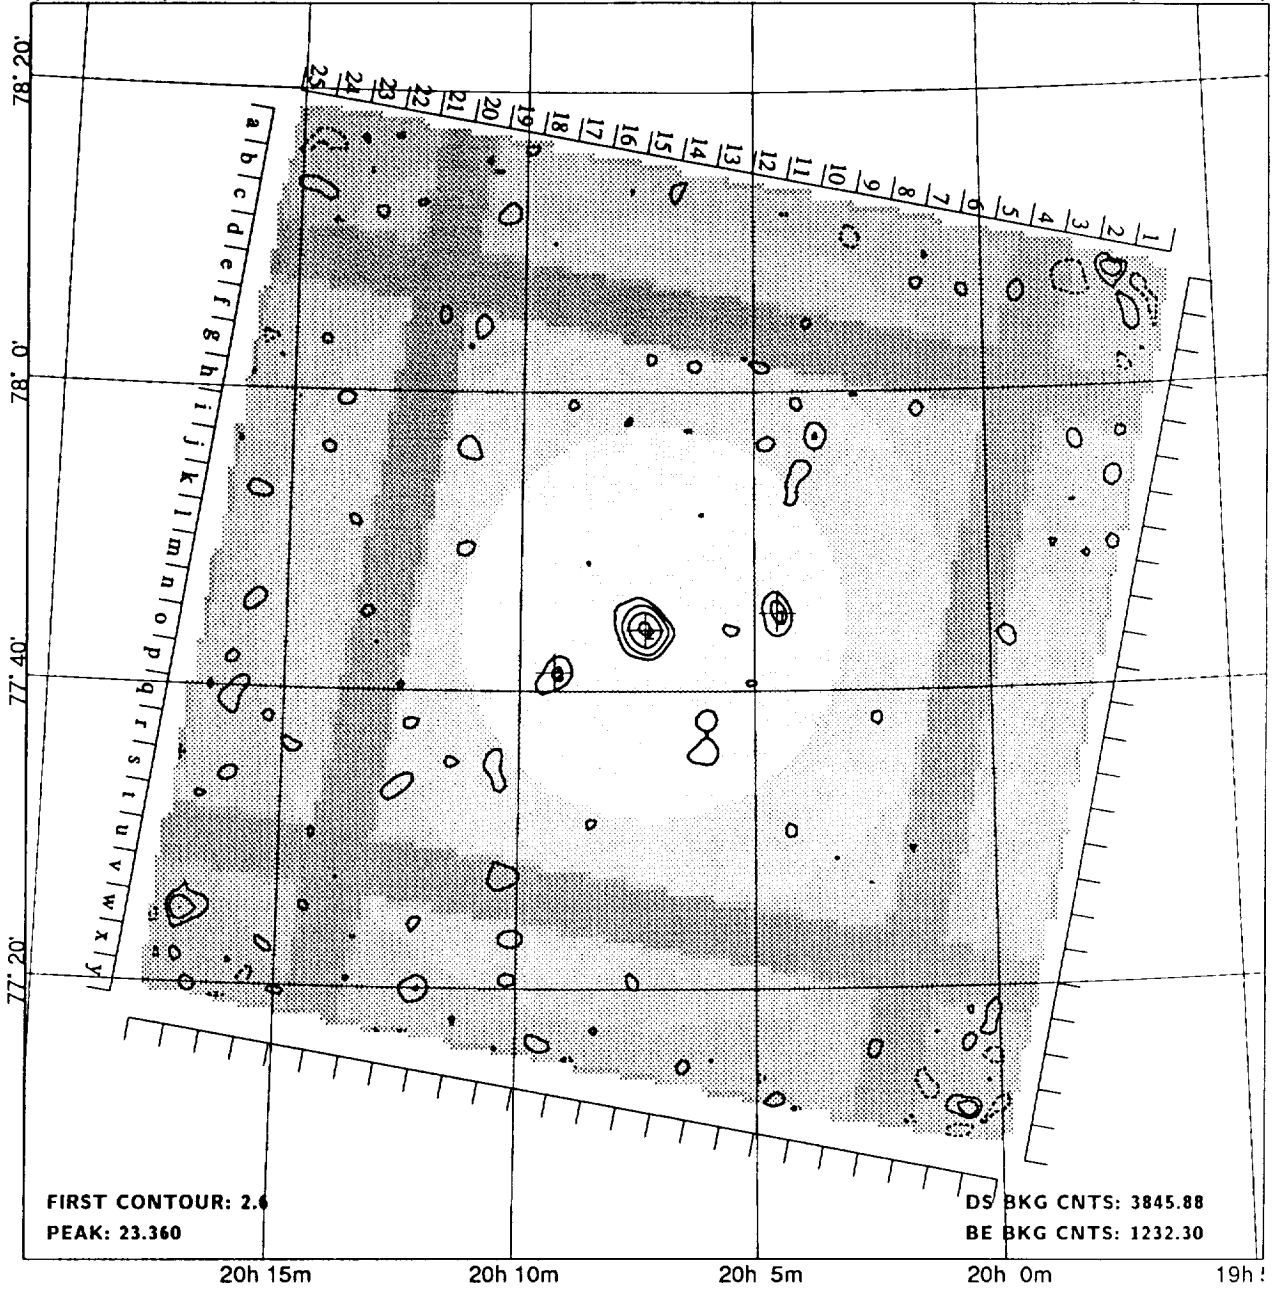 78° 20'
25 24 23 22 21 20 19 18 17 16 15 14 13 12 11 10 9 8 7 6 5 4 3 2 1
a b c d e f g h i j k l m n o p q r s t u v w x y
78° 0'
77° 40'
77° 20'
FIRST CONTOUR: 2.6
PEAK: 23.360
DS BKG CNTS: 3845.88
BE BKG CNTS: 1232.30
20h 15m 20h 10m 20h 5m 20h 0m 19h